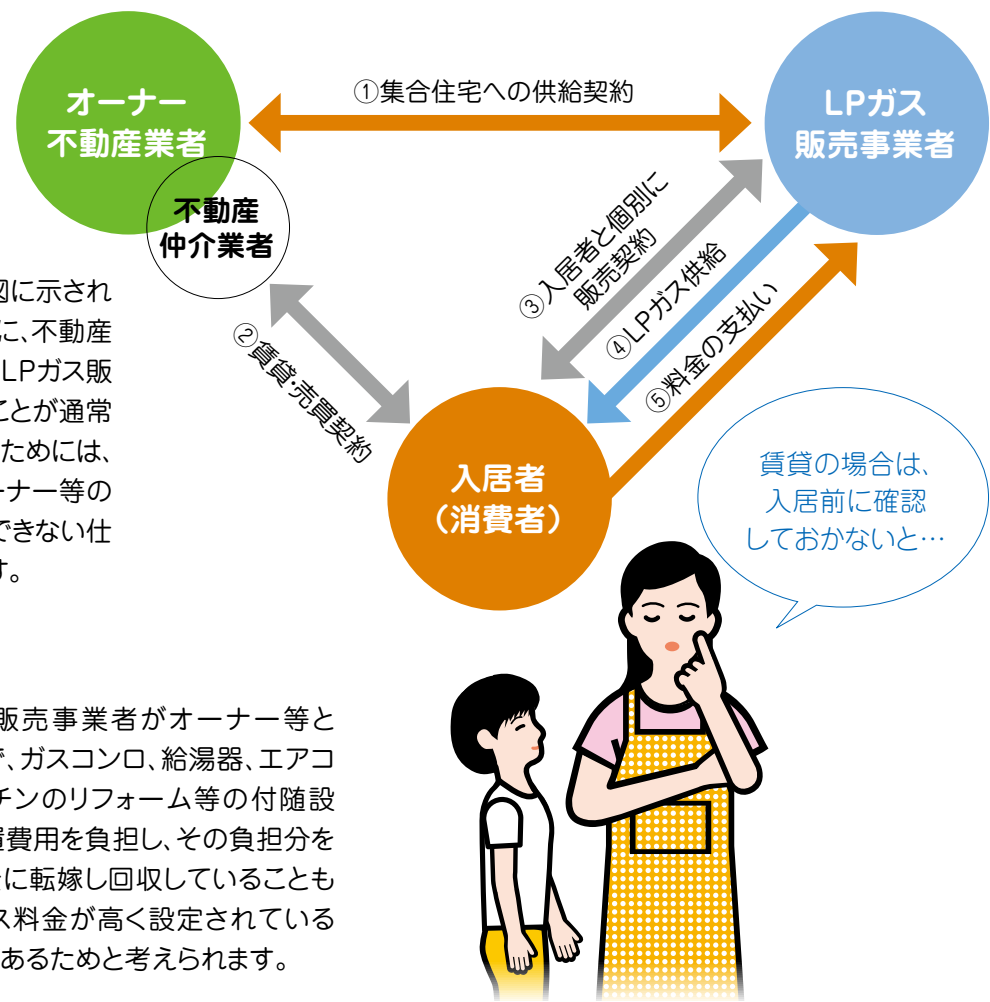 オーナー
不動産業者
①集合住宅への供給契約
LPガス
販売事業者
不動産
仲介業者
②賃貸・売買契約
③入居者と個別に
販売契約
④LPガス供給
⑤料金の支払い
入居者
（消費者）
賃貸の場合は、
入居前に確認
しておかないと…
図に示され
に、不動産
LPガス販
ことが通常
ためには、
ーナー等の
できない仕
す。
販売事業者がオーナー等と
で、ガスコンロ、給湯器、エアコ
チンのリフォーム等の付随設
置費用を負担し、その負担分を
に転嫁し回収していることも
ス料金が高く設定されている
あるためと考えられます。